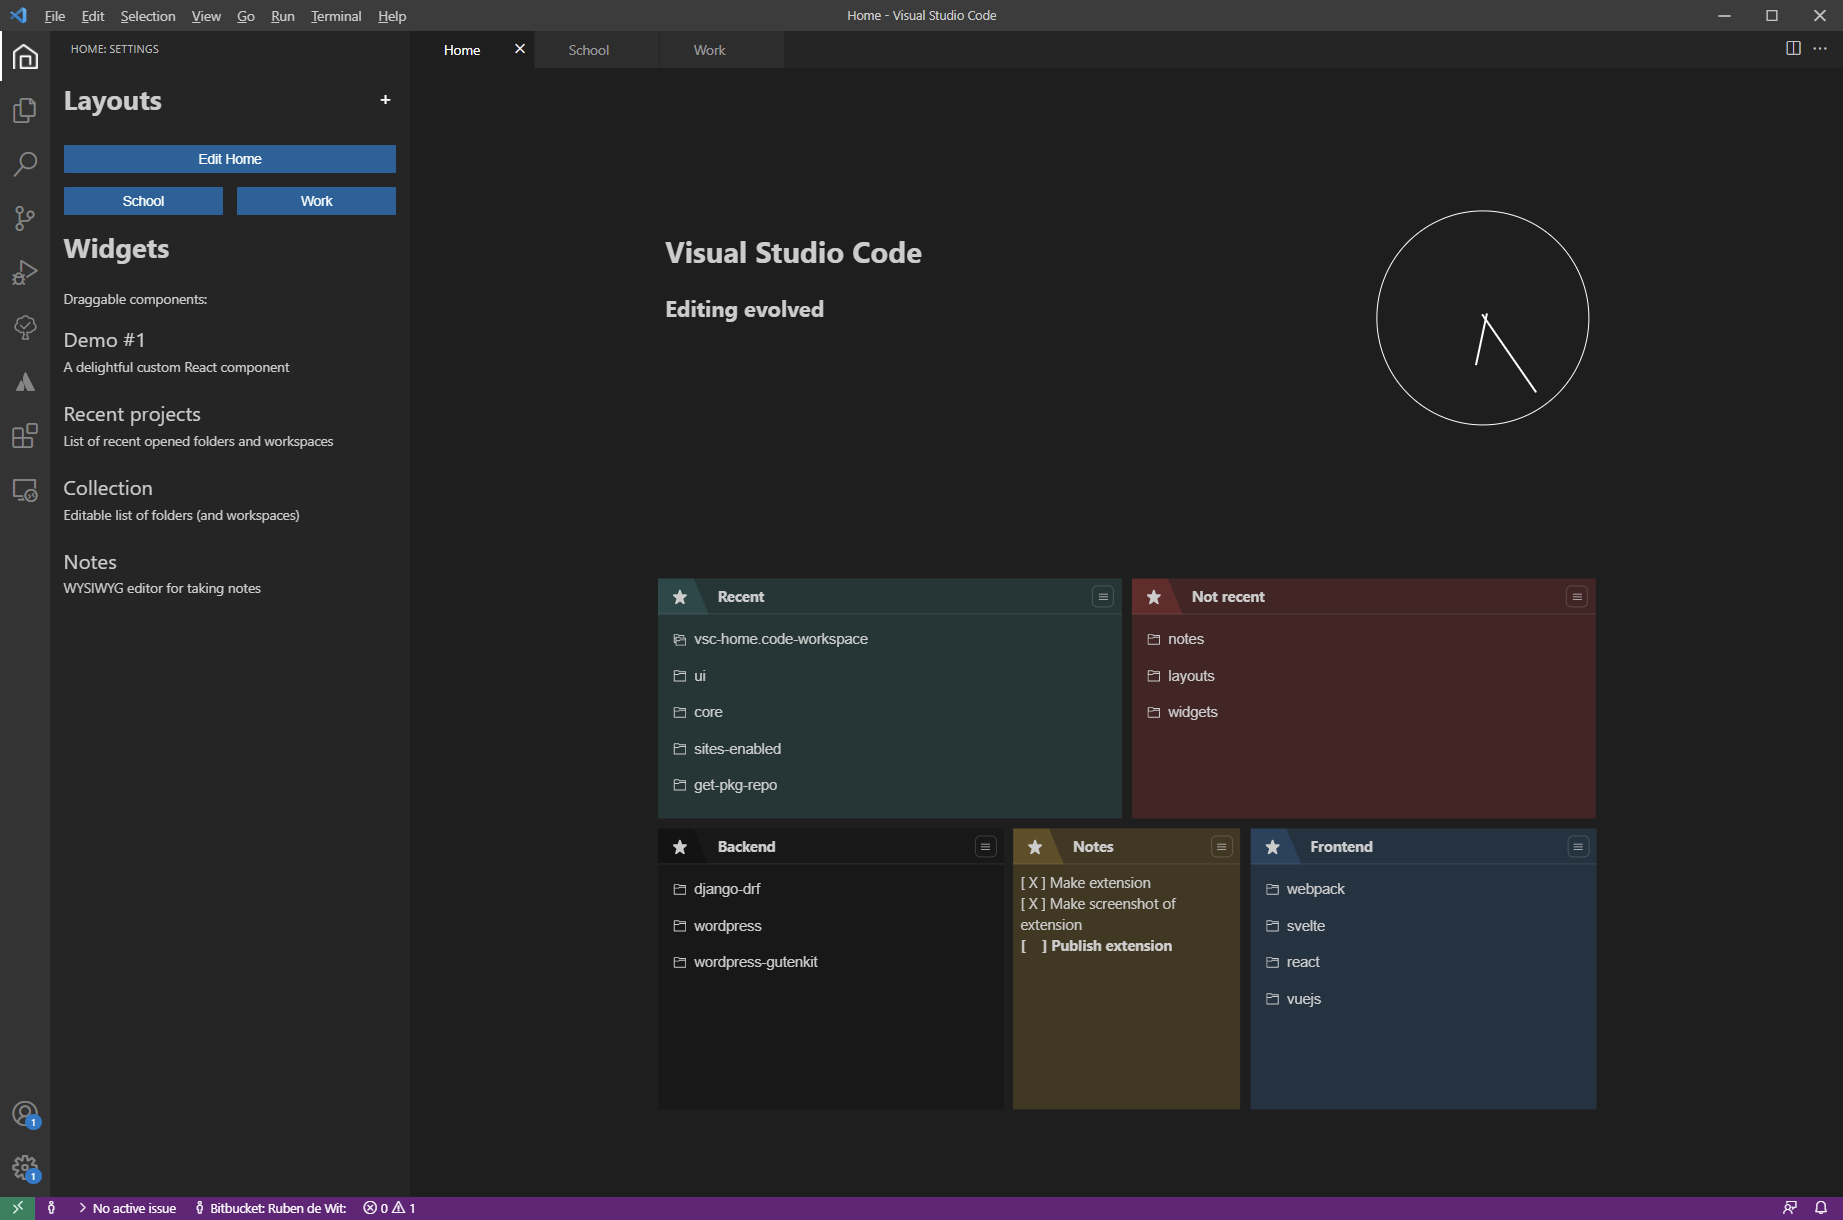 File Edit Selection View Go Run Terminal Help
Home - Visual Studio Code
HOME: SETTINGS
Home School Work
Layouts
Edit Home
School Work
Widgets
Draggable components:
Demo #1
A delightful custom React component
Recent projects
List of recent opened folders and workspaces
Collection
Editable list of folders (and workspaces)
Notes
WYSIWYG editor for taking notes
Visual Studio Code
Editing evolved
Recent
vsc-home.code-workspace
ui
core
sites-enabled
get-pkg-repo
Not recent
notes
layouts
widgets
Backend
django-drf
wordpress
wordpress-gutenkit
Notes
[ X ] Make extension
[ X ] Make screenshot of
extension
[   ] Publish extension
Frontend
webpack
svelte
react
vuejs
1
1
No active issue Bitbucket: Ruben de Wit: 0 1